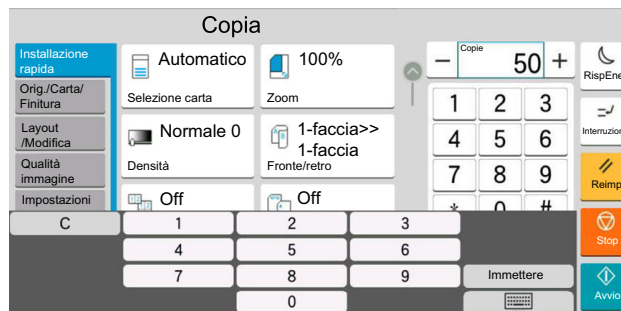 Copia
Installazione
rapida
Orig./Carta/
Finitura
Layout
/Modifica
Qualità
immagine
Impostazioni
Automatico
Selezione carta
100%
Zoom
Normale 0
Densità
1-faccia>>
1-faccia
Fronte/retro
Off
Off
Copie
− 50 +
1 2 3
4 5 6
7 8 9
* 0 #
RispEne
Interruzion
Reimp
Stop
Avvio
C 1 2 3
4 5 6
7 8 9
Immettere
0